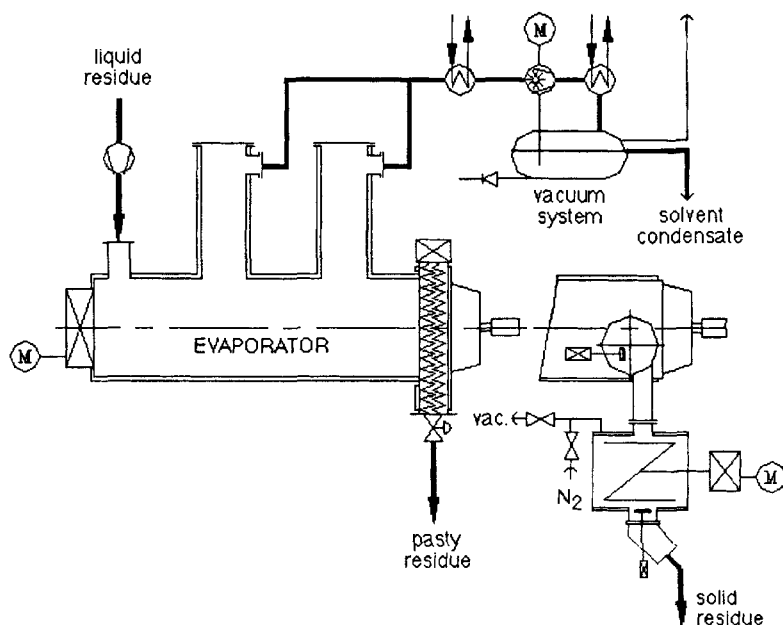 liquid
residue
M
vacuum
system
solvent
condensate
EVAPORATOR
M
vac.
N2
M
pasty
residue
solid
residue